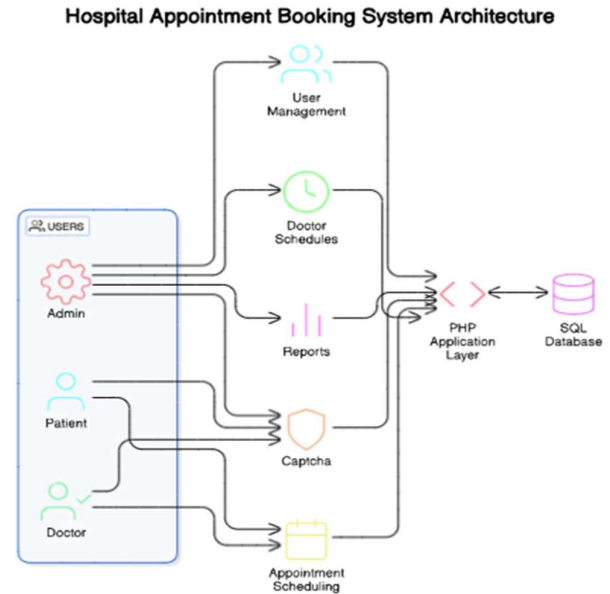 Hospital Appointment Booking System Architecture
User
Management
Doctor
Schedules
USERS
Admin
Reports
PHP
Application
Layer
SQL
Database
Patient
Captcha
Doctor
Appointment
Scheduling